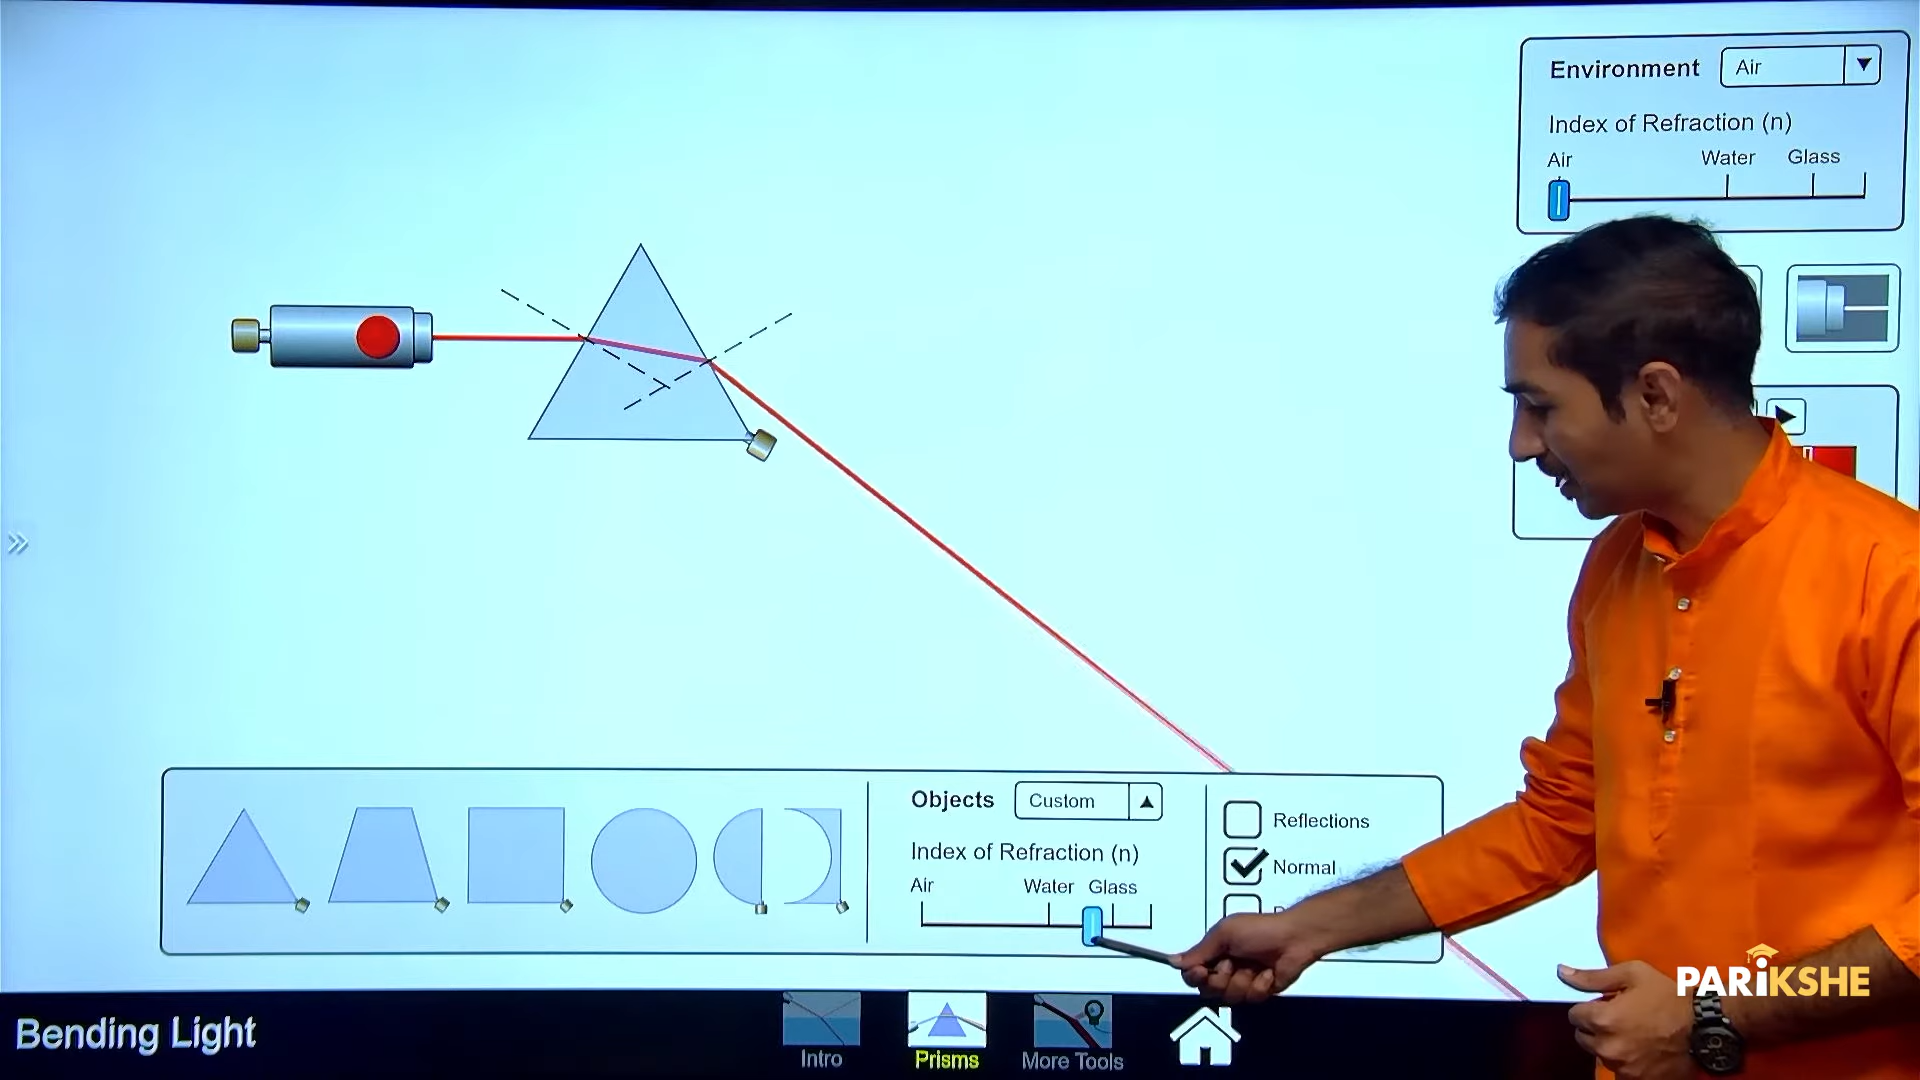 Environment Air
Index of Refraction (n)
Air Water Glass
Objects Custom
Index of Refraction (n)
Air Water Glass
Reflections
Normal
PARiKSHE
Bending Light
Intro
Prisms
More Tools